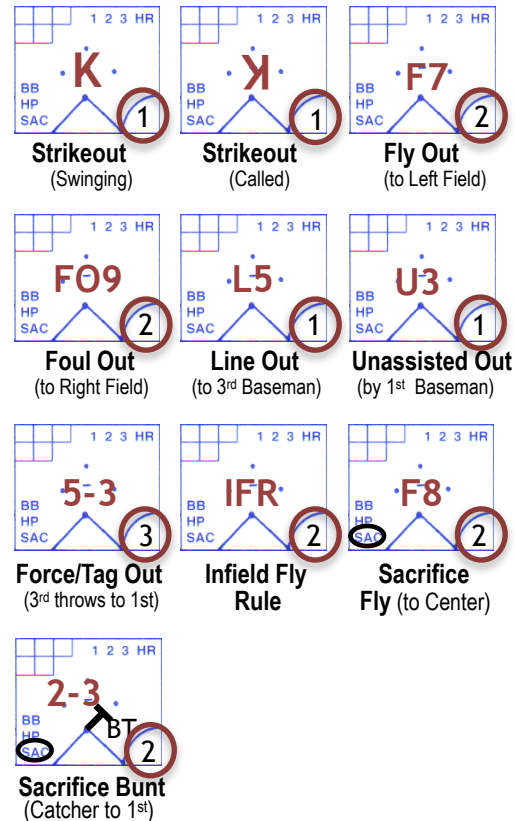 1 2 3 HR 1 2 3 HR 1 2 3 HR
K ꓘ F7
BB BB BB
HP HP HP
SAC 1 SAC 1 SAC 2
Strikeout Strikeout Fly Out
(Swinging) (Called) (to Left Field)
1 2 3 HR 1 2 3 HR 1 2 3 HR
FO9 L5 U3
BB BB BB
HP HP HP
SAC 2 SAC 1 SAC 1
Foul Out Line Out Unassisted Out
(to Right Field) (to 3rd Baseman) (by 1st Baseman)
1 2 3 HR 1 2 3 HR 1 2 3 HR
5-3 IFR F8
BB BB BB
HP HP HP
SAC 3 SAC 2 SAC 2
Force/Tag Out Infield Fly Sacrifice
(3rd throws to 1st) Rule Fly (to Center)
1 2 3 HR
2-3
BB BT
HP
SAC 2
Sacrifice Bunt
(Catcher to 1st)